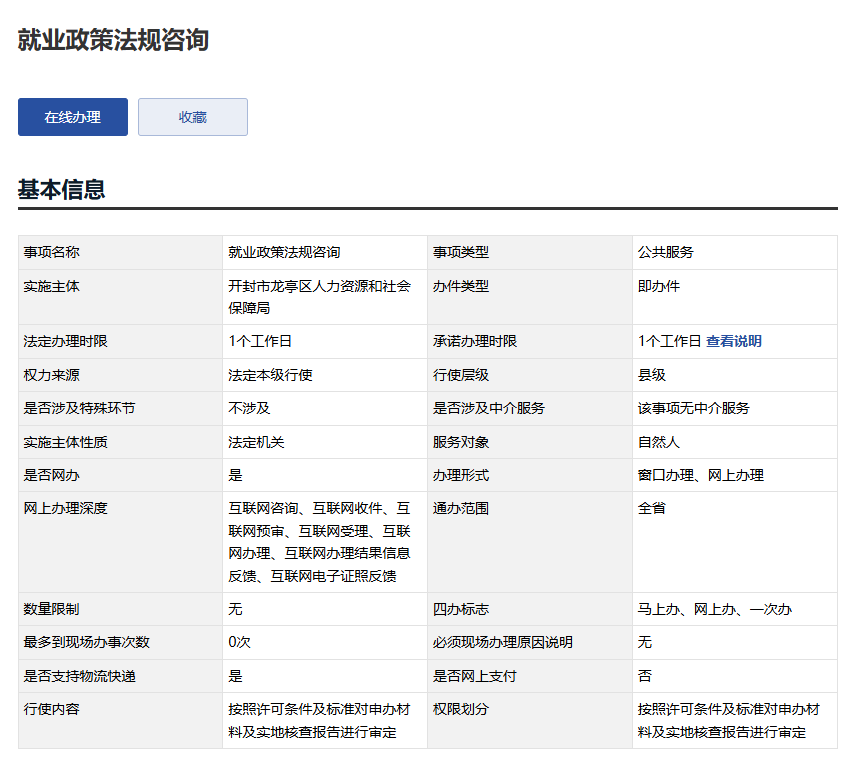 就业政策法规咨询
在线办理 收藏
基本信息
事项名称 就业政策法规咨询 事项类型 公共服务
实施主体 开封市龙亭区人力资源和社会 办件类型 即办件
保障局
法定办理时限 1个工作日 承诺办理时限 1个工作日 查看说明
权力来源 法定本级行使 行使层级 县级
是否涉及特殊环节 不涉及 是否涉及中介服务 该事项无中介服务
实施主体性质 法定机关 服务对象 自然人
是否网办 是 办理形式 窗口办理、网上办理
网上办理深度 互联网咨询、互联网收件、互 通办范围 全省
联网预审、互联网受理、互联
网办理、互联网办理结果信息
反馈、互联网电子证照反馈
数量限制 无 四办标志 马上办、网上办、一次办
最多到现场办事次数 0次 必须现场办理原因说明 无
是否支持物流快递 是 是否网上支付 否
行使内容 按照许可条件及标准对申办材 权限划分 按照许可条件及标准对申办材
料及实地核查报告进行审定 料及实地核查报告进行审定